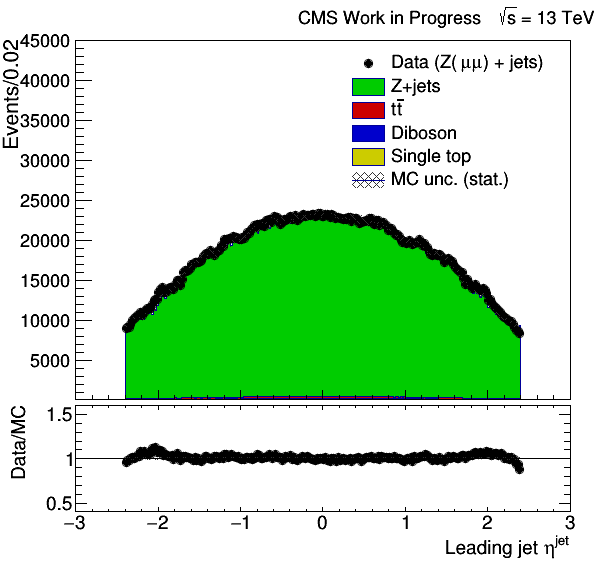 CMS Work in Progress √s = 13 TeV
Events/0.02
45000
40000
35000
30000
25000
20000
15000
10000
5000
Data (Z(μμ) + jets)
Z+jets
tt̄
Diboson
Single top
MC unc. (stat.)
Data/MC
1.5
1
0.5
−3 −2 −1 0 1 2 3
Leading jet η^jet